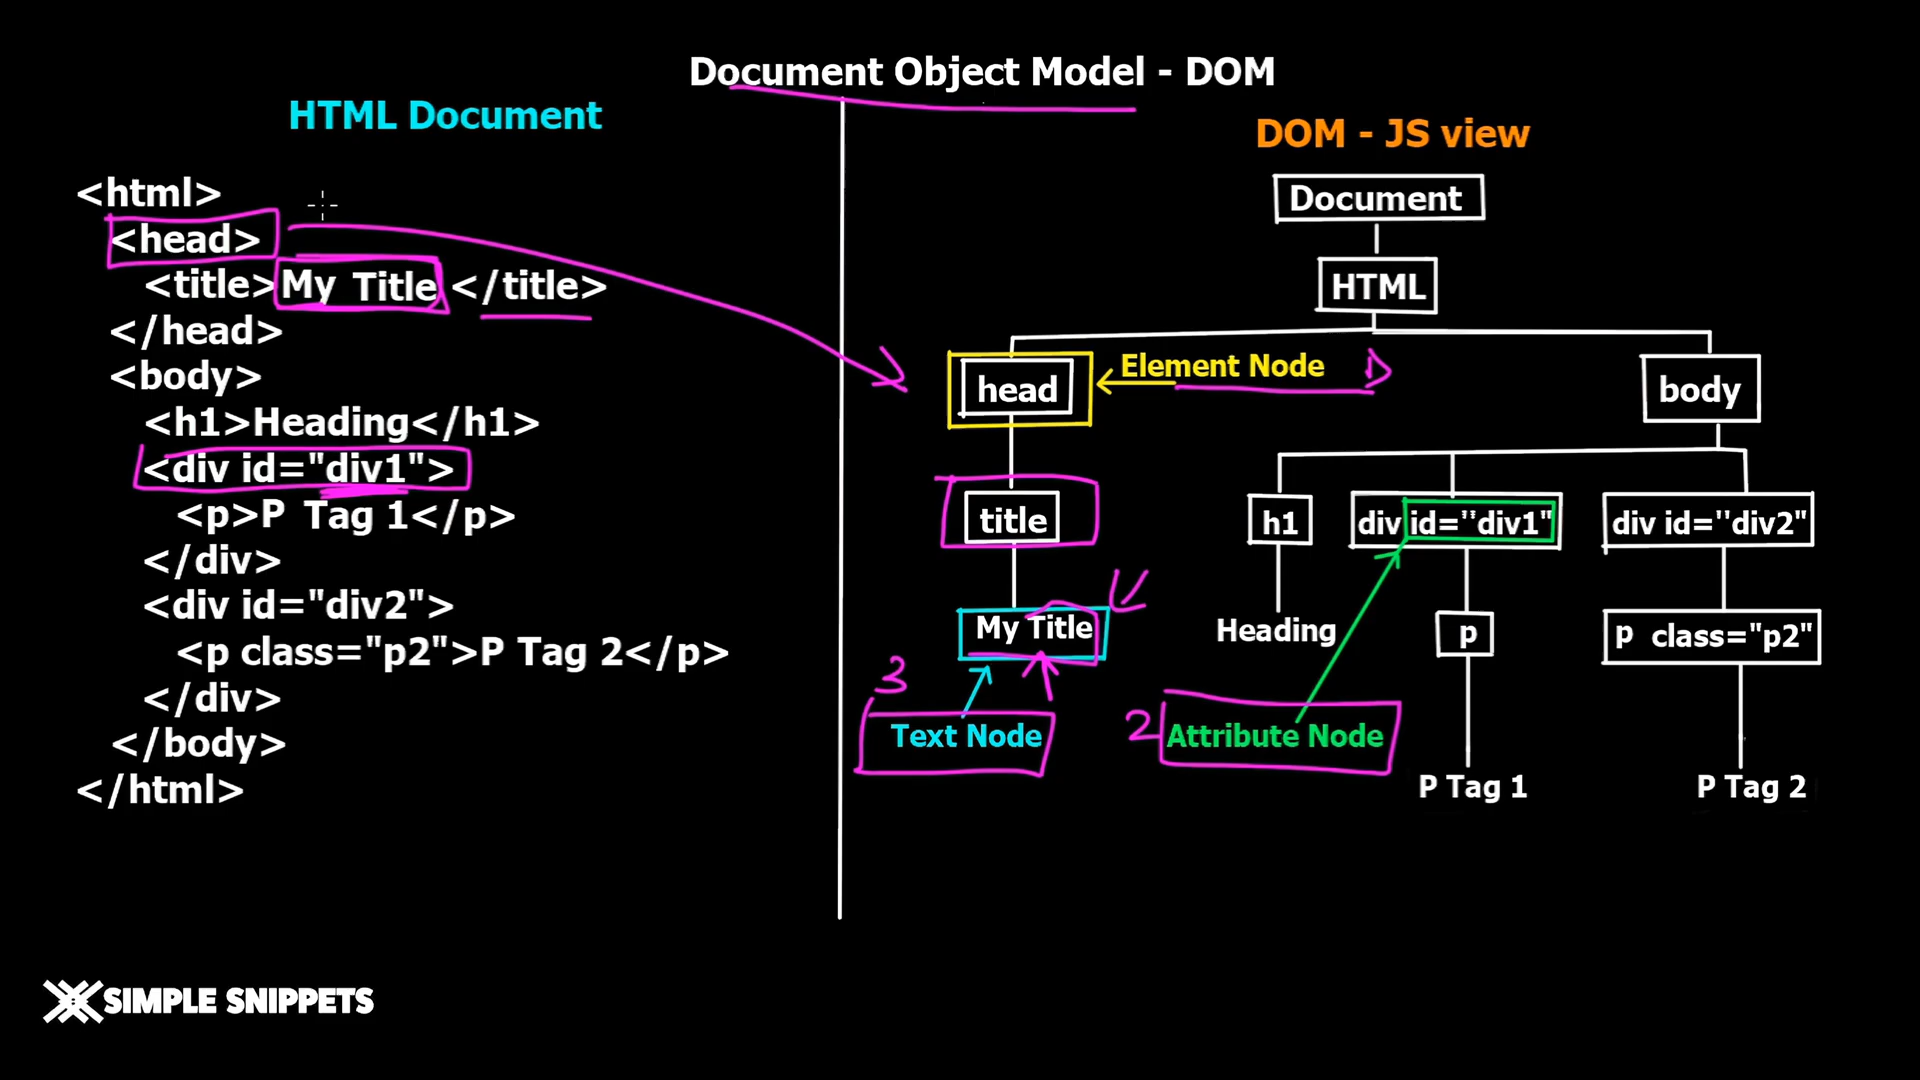 Document Object Model - DOM
HTML Document
<html>
<head>
<title>My Title </title>
</head>
<body>
<h1>Heading</h1>
<div id="div1">
<p>P Tag 1</p>
</div>
<div id="div2">
<p class="p2">P Tag 2</p>
</div>
</body>
</html>
DOM - JS view
Document
HTML
head
Element Node
body
title
h1
div id="div1"
div id="div2"
My Title
Heading
p
p class="p2"
3
Text Node
2
Attribute Node
P Tag 1
P Tag 2
SIMPLE SNIPPETS